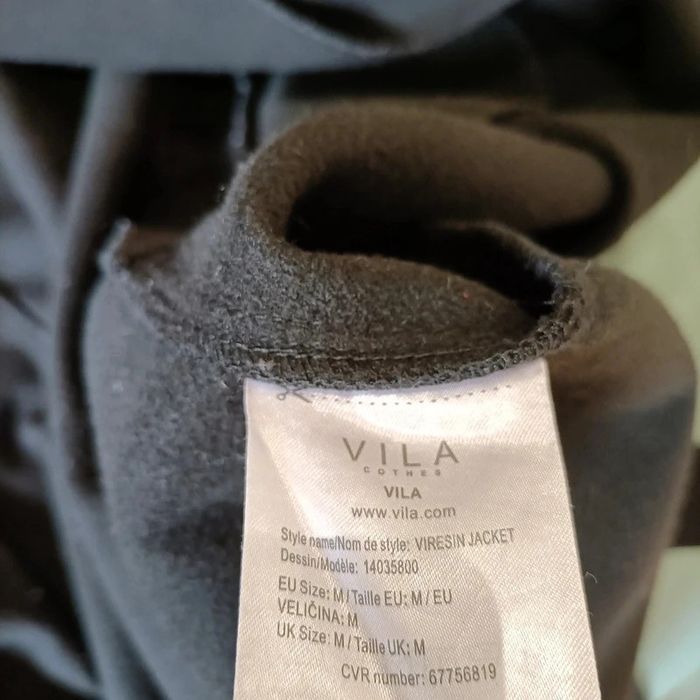 VILA
COTHES
VILA
www.vila.com
Style name/Nom de style: VIRESIN JACKET
Dessin/Modèle: 14035800
EU Size: M/Taille EU: M/EU
VELIČINA: M
UK Size: M/Taille UK: M
CVR number: 67756819